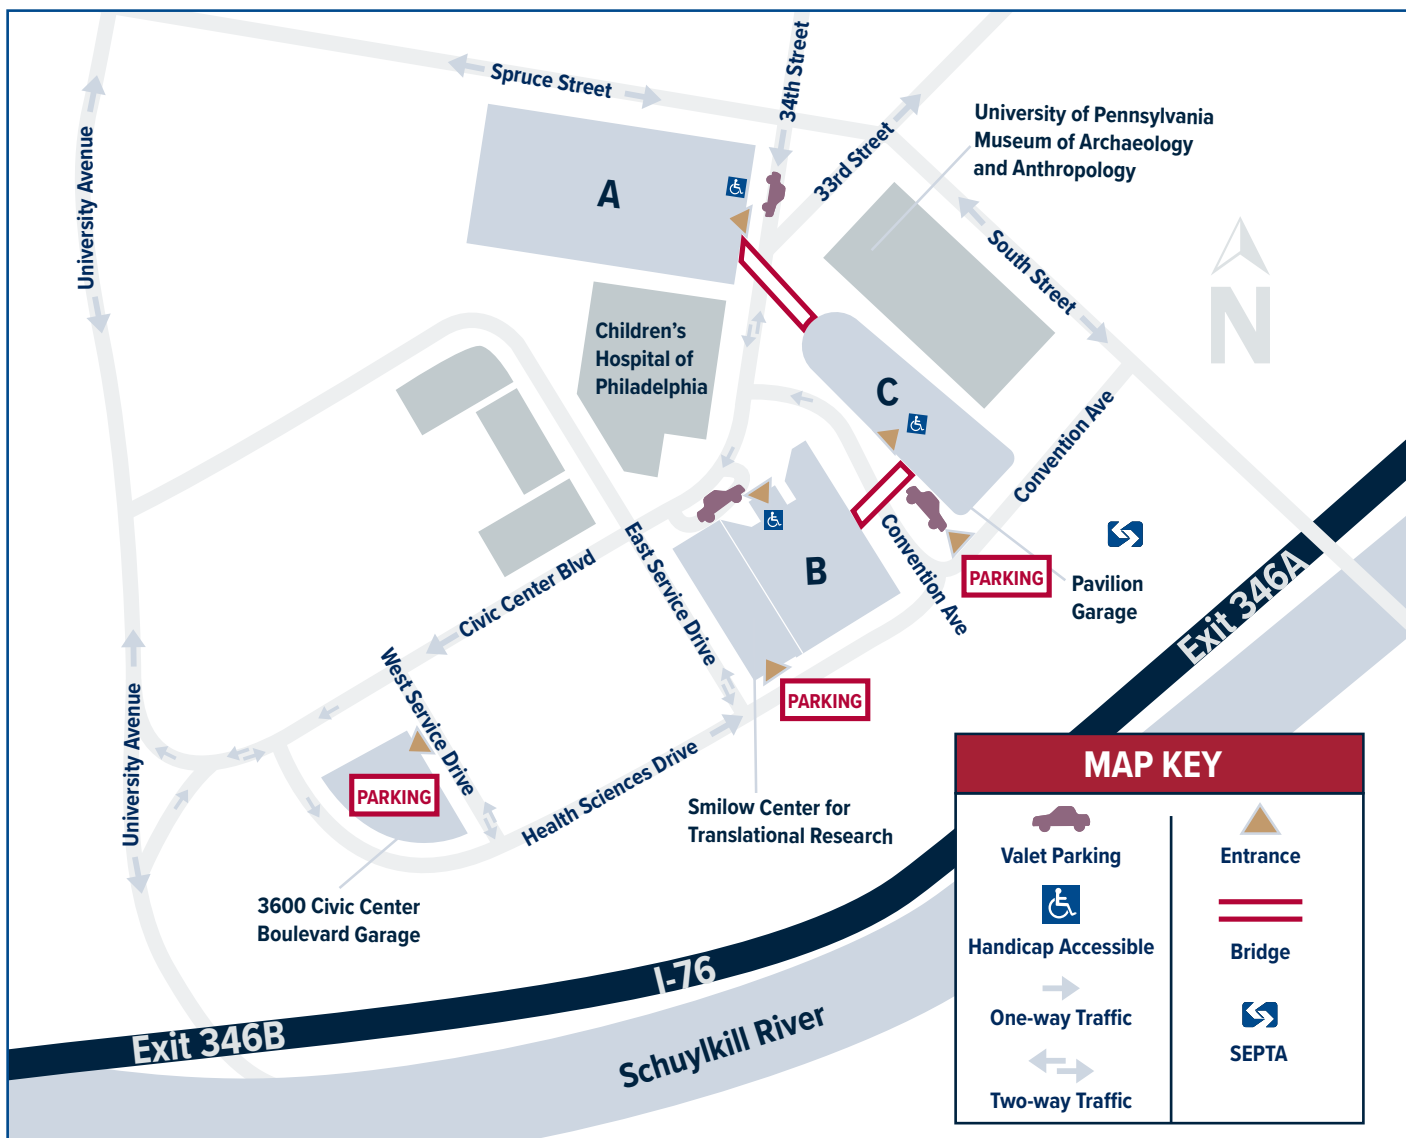 Spruce Street
34th Street
33rd Street
University of Pennsylvania
Museum of Archaeology
and Anthropology
University Avenue
A
South Street
N
Children's
Hospital of
Philadelphia
C
Convention Ave
Exit 346A
East Service Drive
Civic Center Blvd
B
Convention Ave
PARKING
Pavilion
Garage
West Service Drive
PARKING
University Avenue
PARKING
Health Sciences Drive
Smilow Center for
Translational Research
3600 Civic Center
Boulevard Garage
I-76
Exit 346B
Schuylkill River
MAP KEY
Valet Parking
Entrance
Handicap Accessible
Bridge
One-way Traffic
SEPTA
Two-way Traffic